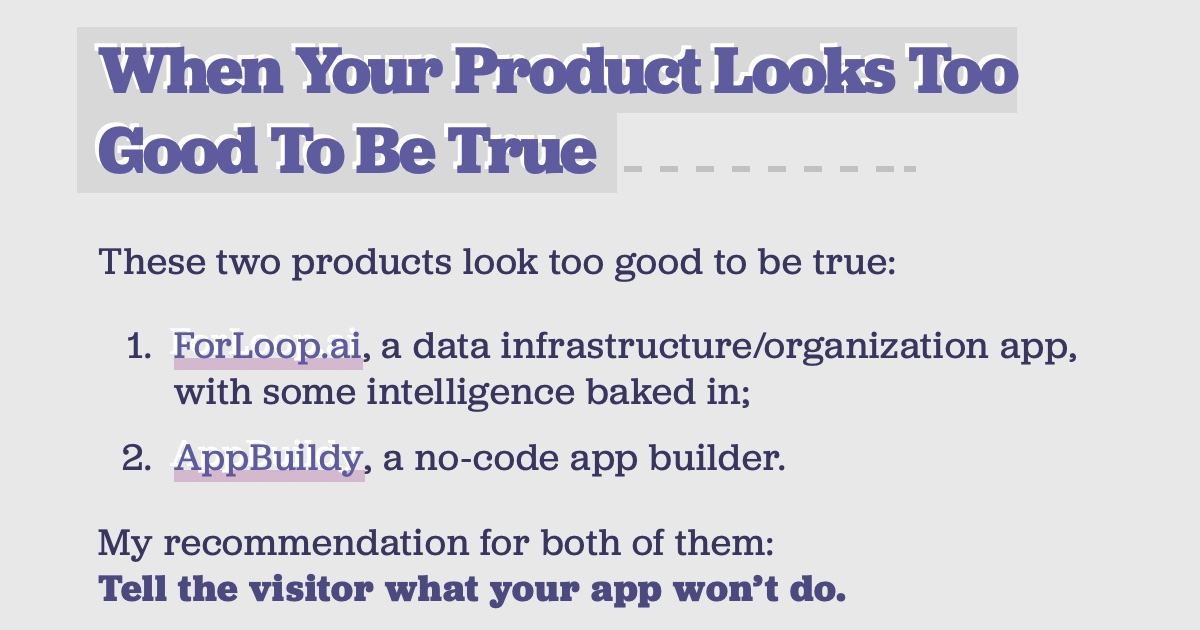 When Your Product Looks Too
Good To Be True
These two products look too good to be true:
1. ForLoop.ai, a data infrastructure/organization app,
with some intelligence baked in;
2. AppBuildy, a no-code app builder.
My recommendation for both of them:
Tell the visitor what your app won’t do.